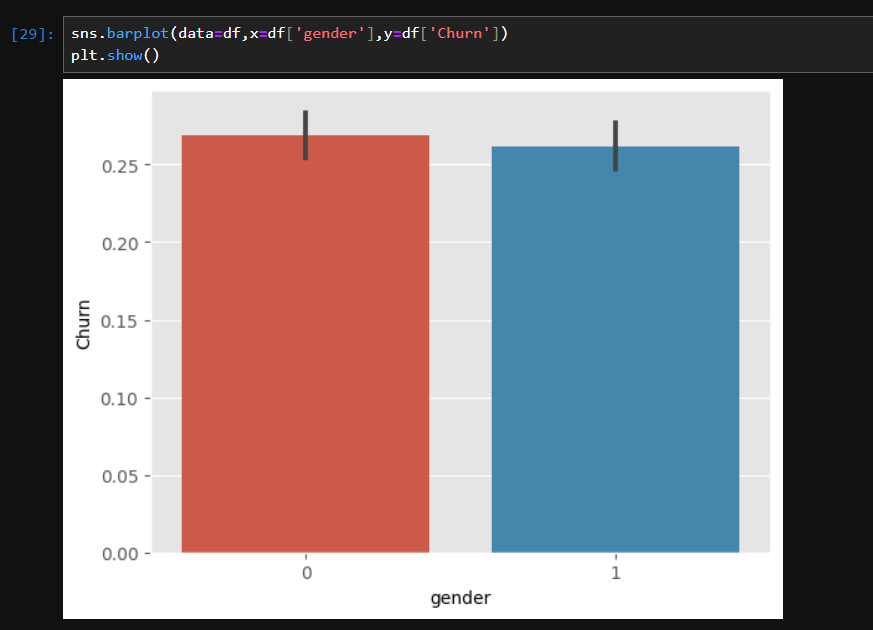 [29]: sns.barplot(data=df,x=df['gender'],y=df['Churn'])
plt.show()
0.25
0.20
0.15
0.10
0.05
0.00
Churn
0 1
gender